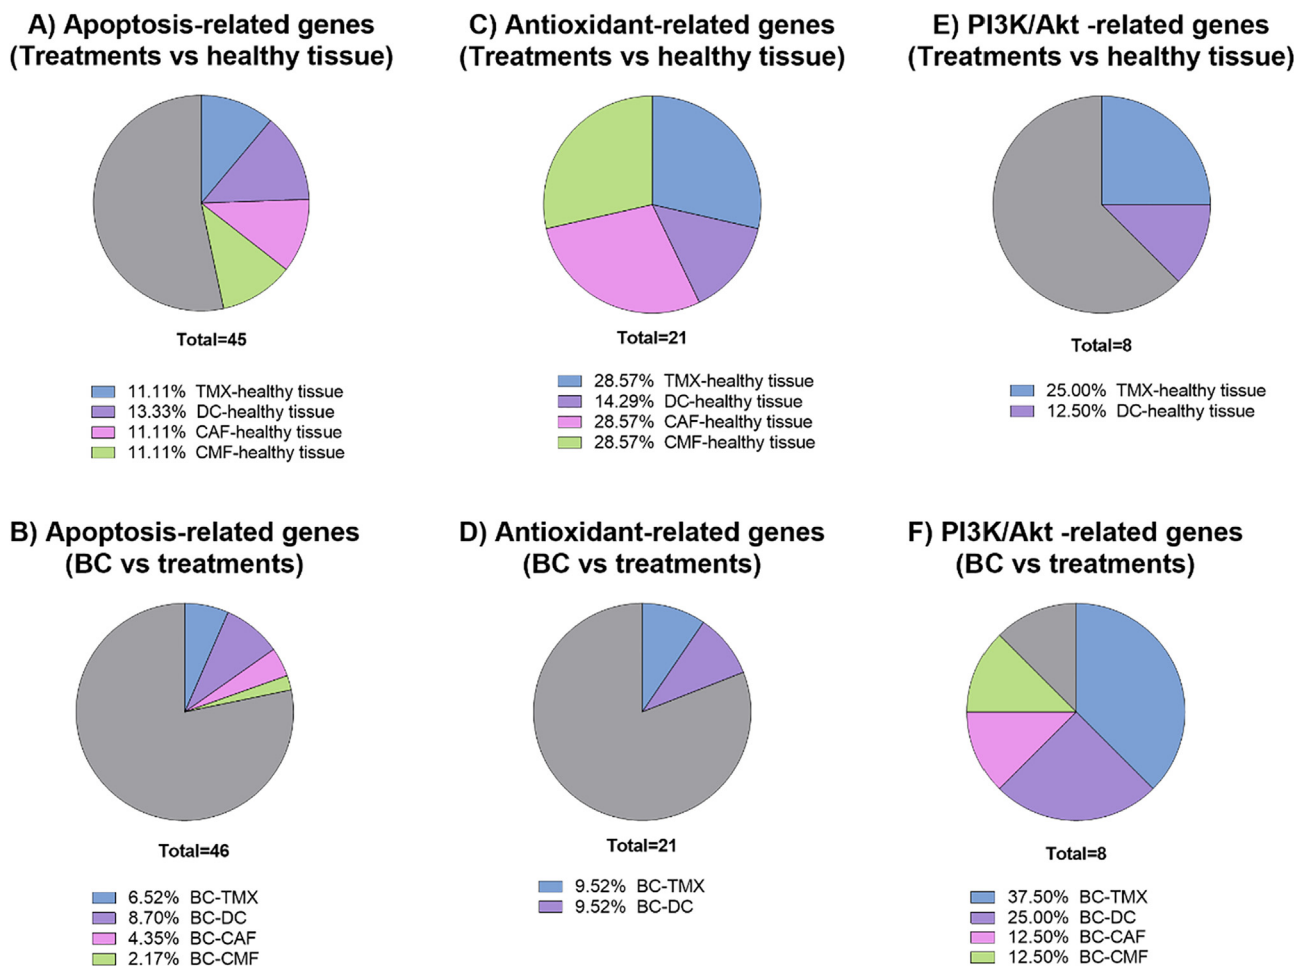 A) Apoptosis-related genes
(Treatments vs healthy tissue)
Total=45
11.11% TMX-healthy tissue
13.33% DC-healthy tissue
11.11% CAF-healthy tissue
11.11% CMF-healthy tissue
C) Antioxidant-related genes
(Treatments vs healthy tissue)
Total=21
28.57% TMX-healthy tissue
14.29% DC-healthy tissue
28.57% CAF-healthy tissue
28.57% CMF-healthy tissue
E) PI3K/Akt -related genes
(Treatments vs healthy tissue)
Total=8
25.00% TMX-healthy tissue
12.50% DC-healthy tissue
B) Apoptosis-related genes
(BC vs treatments)
Total=46
6.52% BC-TMX
8.70% BC-DC
4.35% BC-CAF
2.17% BC-CMF
D) Antioxidant-related genes
(BC vs treatments)
Total=21
9.52% BC-TMX
9.52% BC-DC
F) PI3K/Akt -related genes
(BC vs treatments)
Total=8
37.50% BC-TMX
25.00% BC-DC
12.50% BC-CAF
12.50% BC-CMF